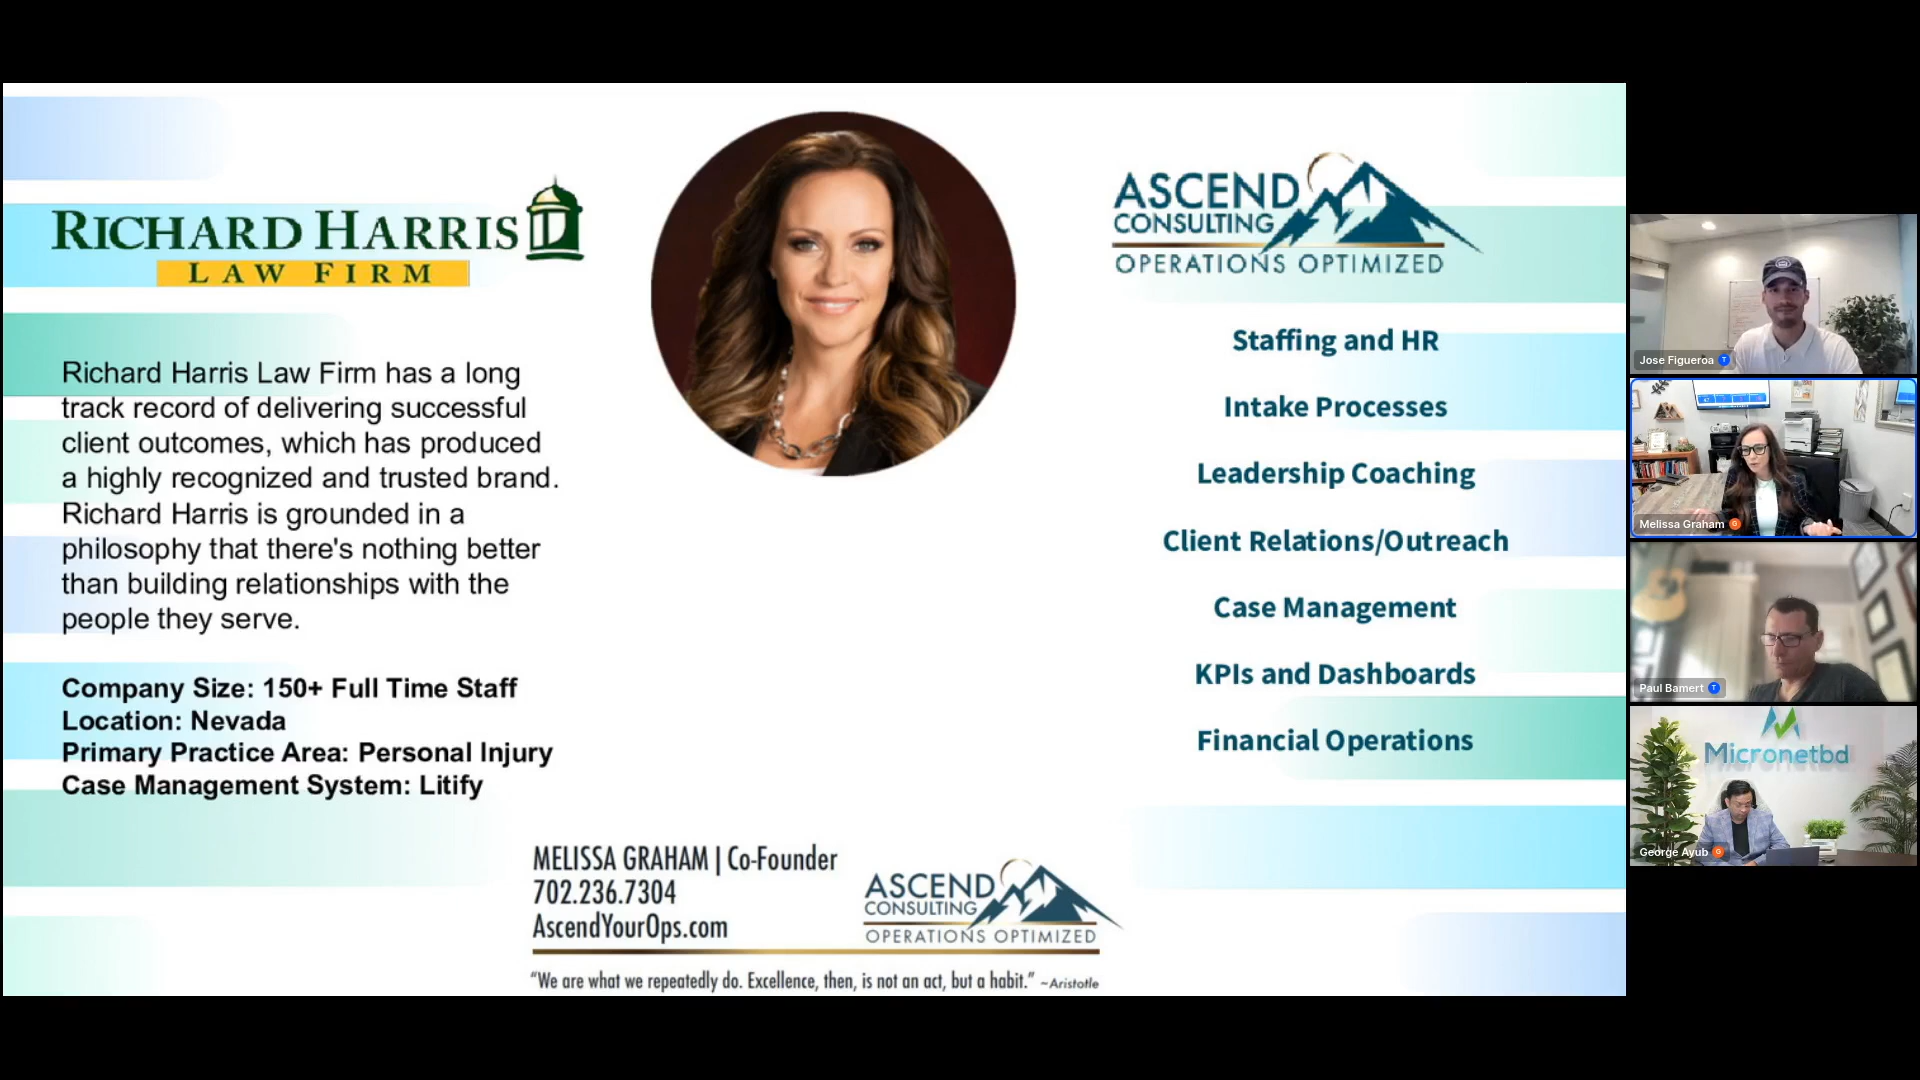 RICHARD HARRIS
LAW FIRM
Richard Harris Law Firm has a long
track record of delivering successful
client outcomes, which has produced
a highly recognized and trusted brand.
Richard Harris is grounded in a
philosophy that there's nothing better
than building relationships with the
people they serve.
Company Size: 150+ Full Time Staff
Location: Nevada
Primary Practice Area: Personal Injury
Case Management System: Litify
ASCEND
CONSULTING
OPERATIONS OPTIMIZED
Staffing and HR
Intake Processes
Leadership Coaching
Client Relations/Outreach
Case Management
KPIs and Dashboards
Financial Operations
MELISSA GRAHAM | Co-Founder
702.236.7304
AscendYourOps.com
ASCEND
CONSULTING
OPERATIONS OPTIMIZED
“We are what we repeatedly do. Excellence, then, is not an act, but a habit.” ~Aristotle
Jose Figueroa T
Melissa Graham G
Paul Bamert T
Micronetbd
George Ayub G